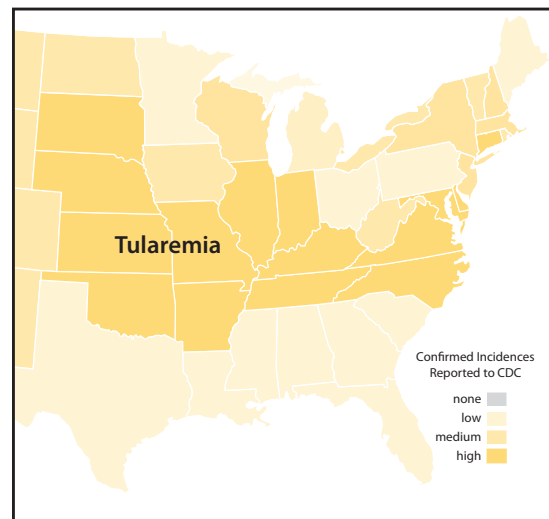 Tularemia
Confirmed Incidences
Reported to CDC
none
low
medium
high